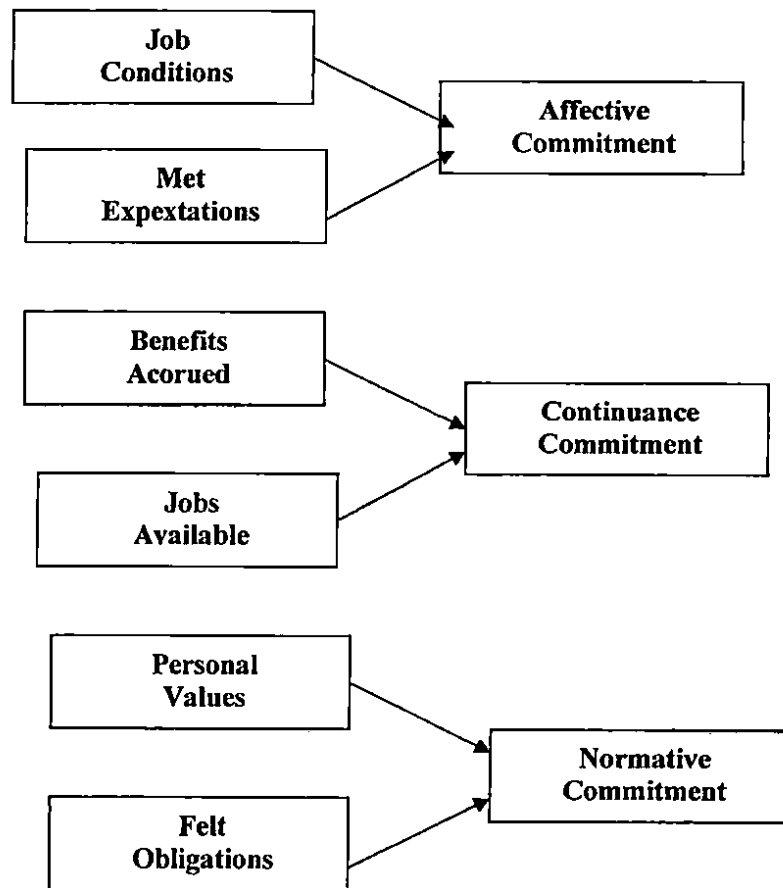 Job
Conditions
Affective
Commitment
Met
Expextations
Benefits
Acorued
Continuance
Commitment
Jobs
Available
Personal
Values
Normative
Commitment
Felt
Obligations